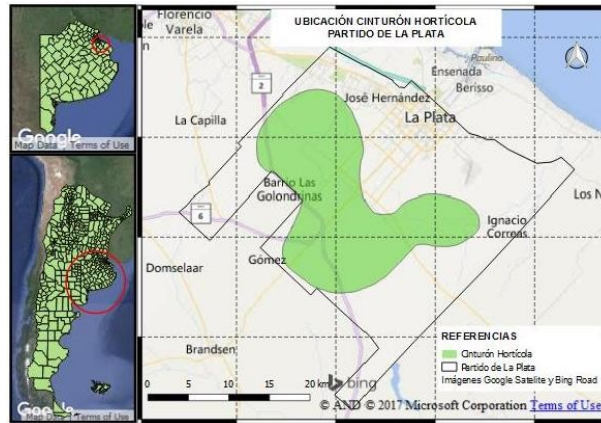 Google
Map Data | Terms of Use
Google
Map Data | Terms of Use
UBICACIÓN CINTURÓN HORTÍCOLA
PARTIDO DE LA PLATA
Florencio
Varela
2
La Capilla
José Hernández
La Plata
Ensenada
Berisso
Paulino
Barrio Las
Golondrinas
6
Los N
Ignacio
Correas
Domselaar
Gómez
Brandsen
REFERENCIAS
Cinturón Hortícola
Partido de La Plata
Imágenes Google Satelite y Bing Road
0 5 10 15 20 km
bing
© AND © 2017 Microsoft Corporation Terms of Use